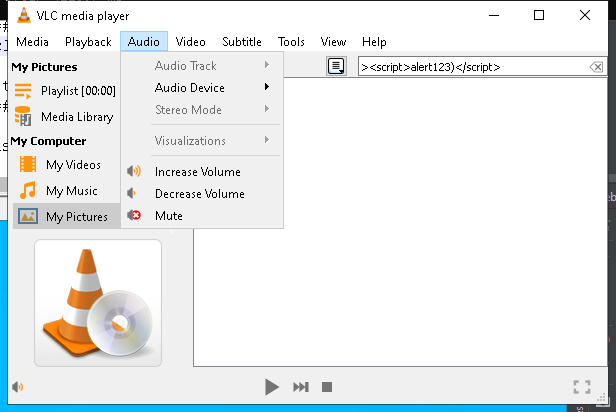 VLC media player
Media Playback Audio Video Subtitle Tools View Help
My Pictures
Playlist [00:00]
Media Library
My Computer
My Videos
My Music
My Pictures
Audio Track
Audio Device
Stereo Mode
Visualizations
Increase Volume
Decrease Volume
Mute
><script>alert123)</script>